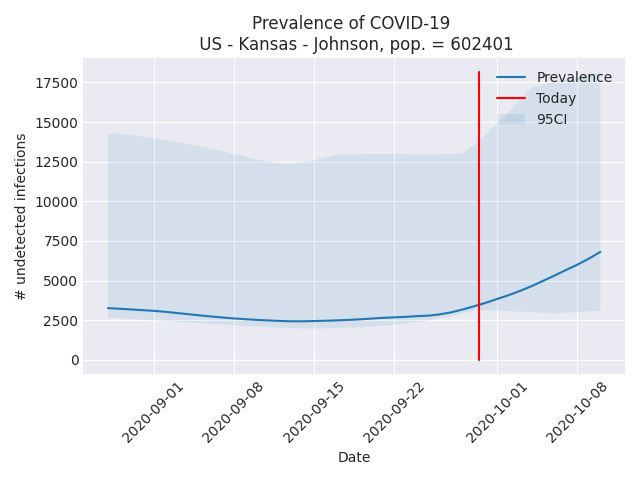 Prevalence of COVID-19
US - Kansas - Johnson, pop. = 602401
17500
15000
12500
10000
7500
5000
2500
0
# undetected infections
Prevalence
Today
95CI
2020-09-01
2020-09-08
2020-09-15
2020-09-22
2020-10-01
2020-10-08
Date